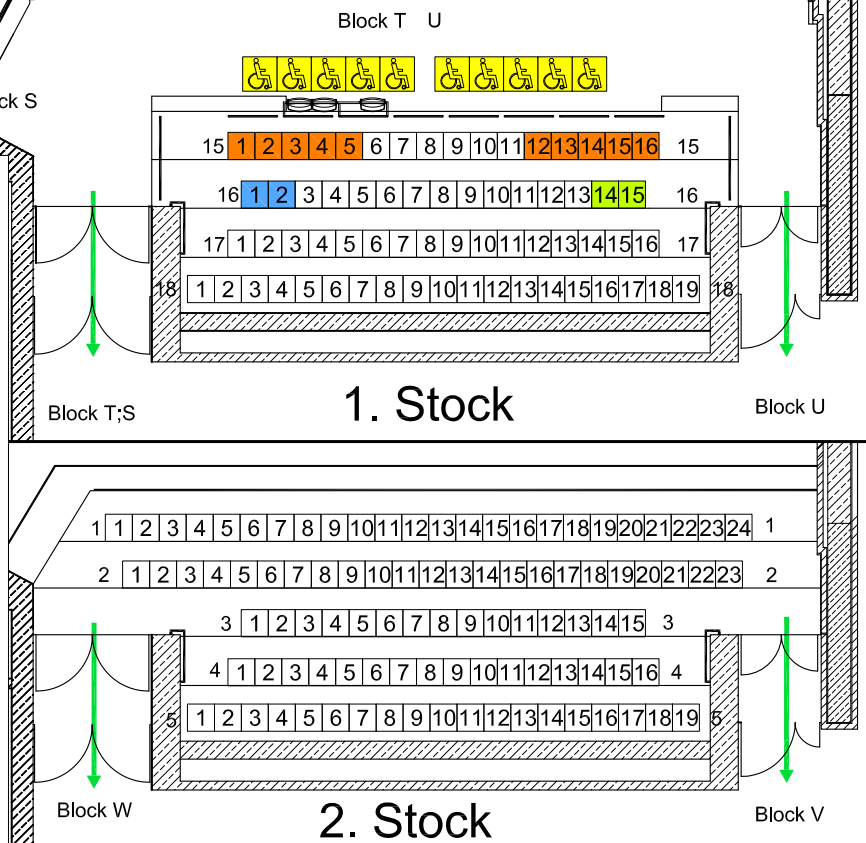 Block T U
ck S
15 1 2 3 4 5 6 7 8 9 10 11 12 13 14 15 16 15
16 1 2 3 4 5 6 7 8 9 10 11 12 13 14 15 16
17 1 2 3 4 5 6 7 8 9 10 11 12 13 14 15 16 17
18 1 2 3 4 5 6 7 8 9 10 11 12 13 14 15 16 17 18 19 18
Block T;S 1. Stock Block U
1 1 2 3 4 5 6 7 8 9 10 11 12 13 14 15 16 17 18 19 20 21 22 23 24 1
2 1 2 3 4 5 6 7 8 9 10 11 12 13 14 15 16 17 18 19 20 21 22 23 2
3 1 2 3 4 5 6 7 8 9 10 11 12 13 14 15 3
4 1 2 3 4 5 6 7 8 9 10 11 12 13 14 15 16 4
5 1 2 3 4 5 6 7 8 9 10 11 12 13 14 15 16 17 18 19 5
Block W 2. Stock Block V